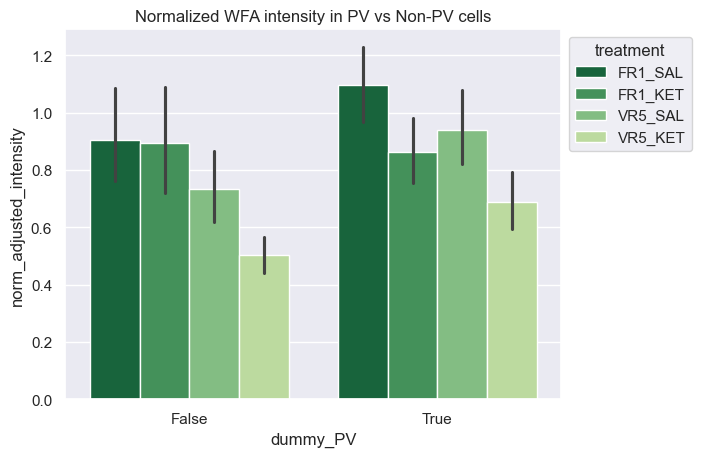 Normalized WFA intensity in PV vs Non-PV cells
treatment
FR1_SAL
FR1_KET
VR5_SAL
VR5_KET
norm_adjusted_intensity
1.2
1.0
0.8
0.6
0.4
0.2
0.0
False
True
dummy_PV